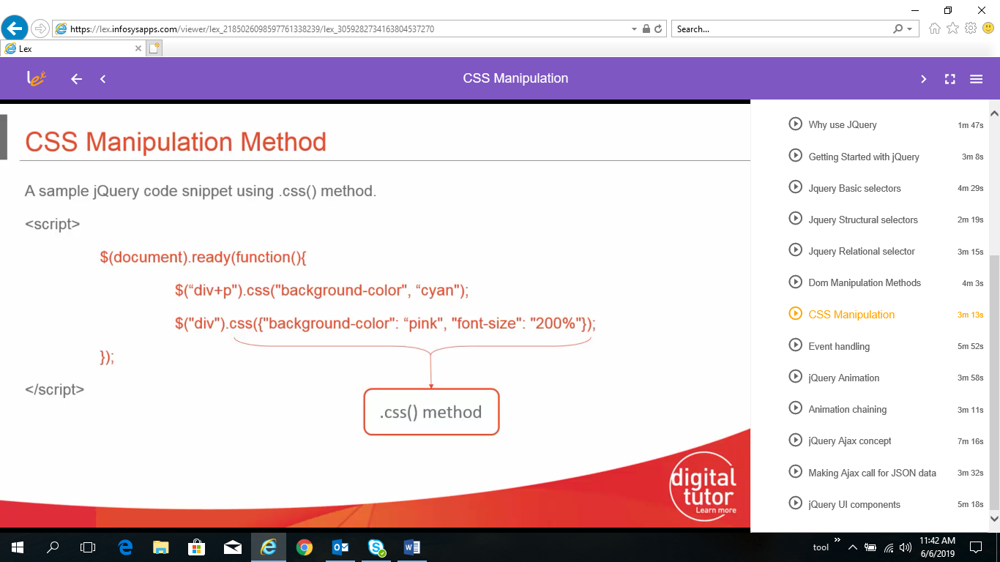 https://lex.infosysapps.com/viewer/lex_2185026098597761338239/lex_3059282734163804537270
Search...
Lex
lex
CSS Manipulation
CSS Manipulation Method
A sample jQuery code snippet using .css() method.
<script>
$(document).ready(function(){
$(“div+p").css("background-color", “cyan");
$("div").css({"background-color": “pink", "font-size": "200%"});
});
</script>
.css() method
digital
tutor
Learn more
Why use JQuery 1m 47s
Getting Started with jQuery 3m 8s
Jquery Basic selectors 4m 29s
Jquery Structural selectors 2m 19s
Jquery Relational selector 3m 15s
Dom Manipulation Methods 4m 3s
CSS Manipulation 3m 13s
Event handling 5m 52s
jQuery Animation 3m 58s
Animation chaining 3m 11s
jQuery Ajax concept 7m 16s
Making Ajax call for JSON data 3m 32s
jQuery UI components 5m 18s
tool
11:42 AM
6/6/2019